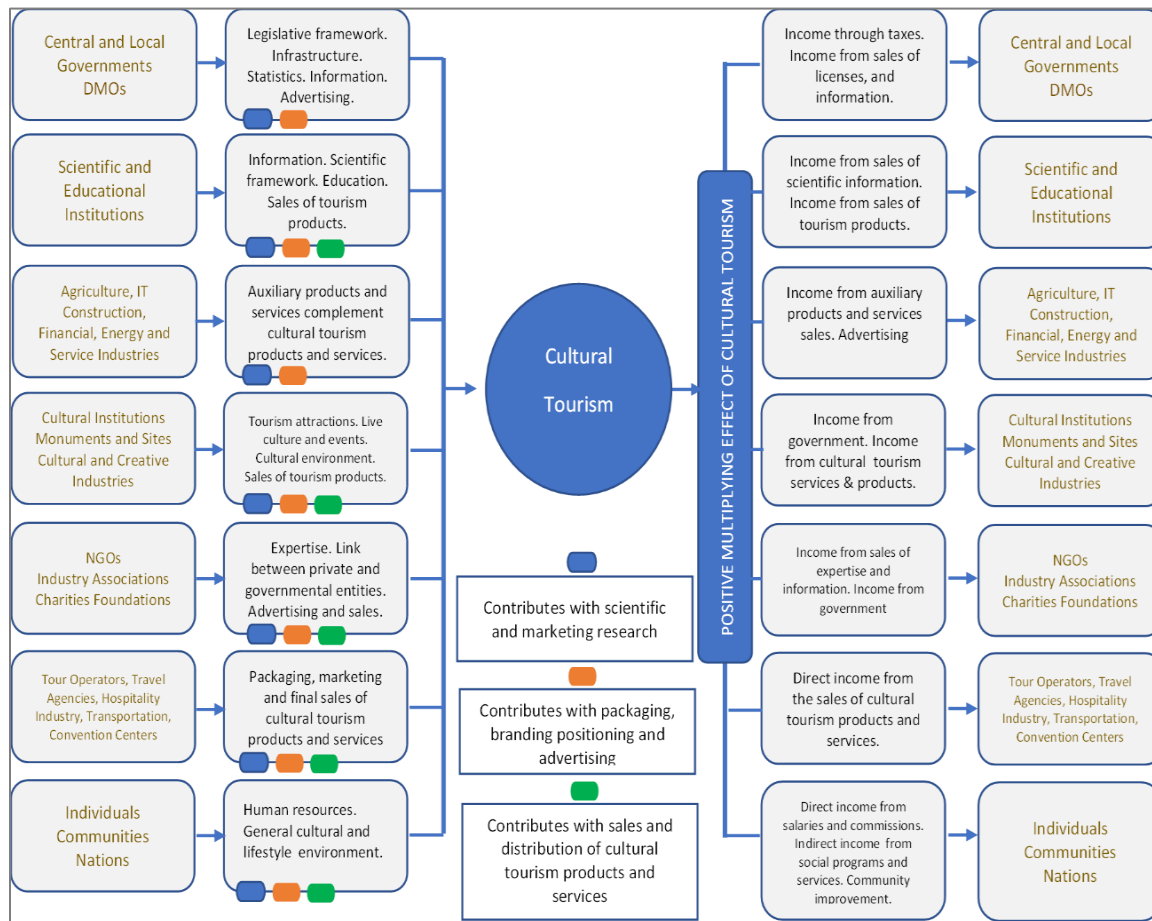 Central and Local
Governments
DMOs
Legislative framework.
Infrastructure.
Statistics. Information.
Advertising.
Scientific and
Educational
Institutions
Information. Scientific
framework. Education.
Sales of tourism
products.
Agriculture, IT
Construction,
Financial, Energy and
Service Industries
Auxiliary products and
services complement
cultural tourism
products and services.
Cultural Institutions
Monuments and Sites
Cultural and Creative
Industries
Tourism attractions. Live
culture and events.
Cultural environment.
Sales of tourism products.
NGOs
Industry Associations
Charities Foundations
Expertise. Link
between private and
governmental entities.
Advertising and sales.
Tour Operators, Travel
Agencies, Hospitality
Industry, Transportation,
Convention Centers
Packaging, marketing
and final sales of
cultural tourism
products and services
Individuals
Communities
Nations
Human resources.
General cultural and
lifestyle environment.
Cultural
Tourism
Contributes with scientific
and marketing research
Contributes with packaging,
branding positioning and
advertising
Contributes with sales and
distribution of cultural
tourism products and
services
POSITIVE MULTIPLYING EFFECT OF CULTURAL TOURISM
Income through taxes.
Income from sales of
licenses, and
information.
Central and Local
Governments
DMOs
Income from sales of
scientific information.
Income from sales of
tourism products.
Scientific and
Educational
Institutions
Income from auxiliary
products and services
sales. Advertising
Agriculture, IT
Construction,
Financial, Energy and
Service Industries
Income from
government. Income
from cultural tourism
services & products.
Cultural Institutions
Monuments and Sites
Cultural and Creative
Industries
Income from sales of
expertise and
information. Income from
government
NGOs
Industry Associations
Charities Foundations
Direct income from
the sales of cultural
tourism products and
services.
Tour Operators, Travel
Agencies, Hospitality
Industry, Transportation,
Convention Centers
Direct income from
salaries and commissions.
Indirect income from
social programs and
services. Community
improvement.
Individuals
Communities
Nations